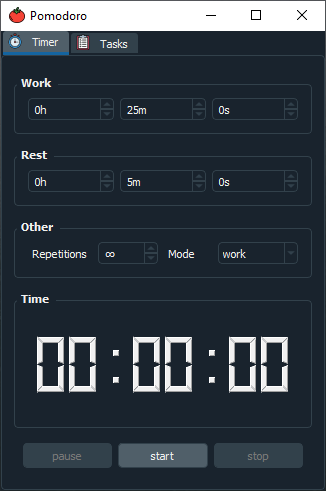 Pomodoro
Timer Tasks
Work
0h 25m 0s
Rest
0h 5m 0s
Other
Repetitions ∞ Mode work
Time
00:00:00
pause start stop